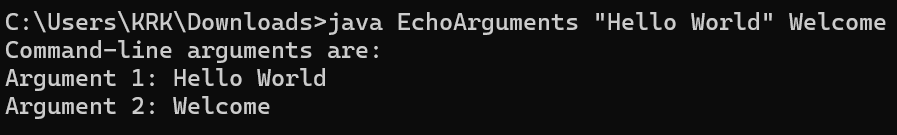 C:\Users\KRK\Downloads>java EchoArguments "Hello World" Welcome
Command-line arguments are:
Argument 1: Hello World
Argument 2: Welcome